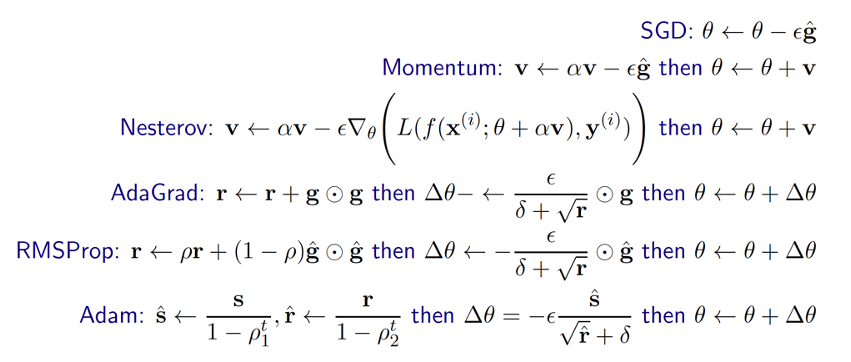 SGD: θ ← θ − ϵĝ
Momentum: v ← αv − ϵĝ then θ ← θ + v
Nesterov: v ← αv − ϵ∇_θ(L(f(x^(i); θ + αv), y^(i))) then θ ← θ + v
AdaGrad: r ← r + g ⊙ g then Δθ− ← ϵ/(δ + √r) ⊙ g then θ ← θ + Δθ
RMSProp: r ← ρr + (1 − ρ)ĝ ⊙ ĝ then Δθ ← −ϵ/(δ + √r) ⊙ ĝ then θ ← θ + Δθ
Adam: ŝ ← s/(1 − ρ_1^t), r̂ ← r/(1 − ρ_2^t) then Δθ = −ϵ ŝ/(√r̂ + δ) then θ ← θ + Δθ